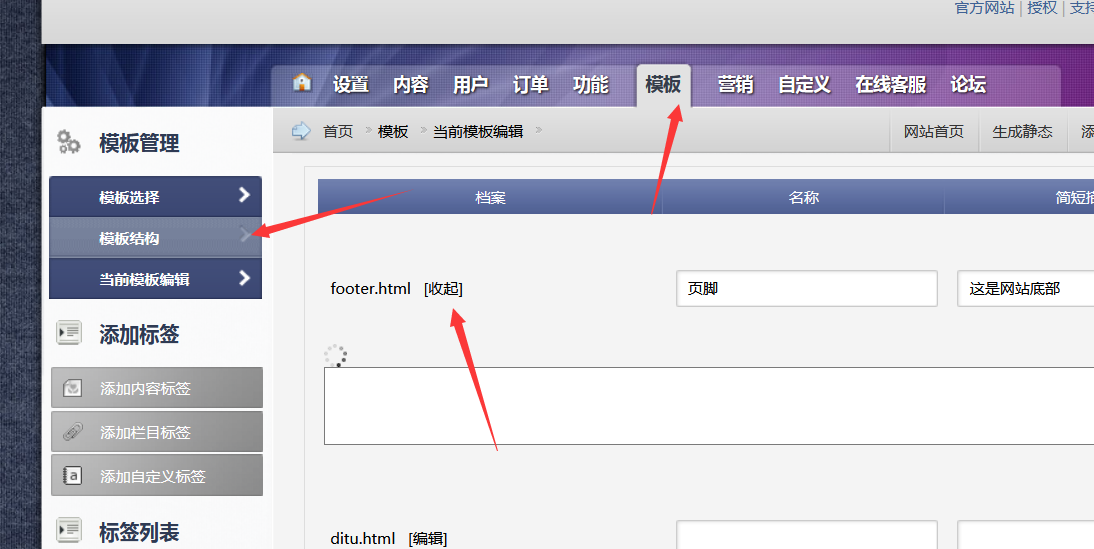 官方网站 | 授权 | 支持
设置 内容 用户 订单 功能 模板 营销 自定义 在线客服 论坛
首页 » 模板 » 当前模板编辑 » 网站首页 生成静态 添
模板管理
模板选择
模板结构
当前模板编辑
添加标签
添加内容标签
添加栏目标签
添加自定义标签
标签列表
档案 名称 简短描
footer.html [收起] 页脚 这是网站底部
ditu.html [编辑]